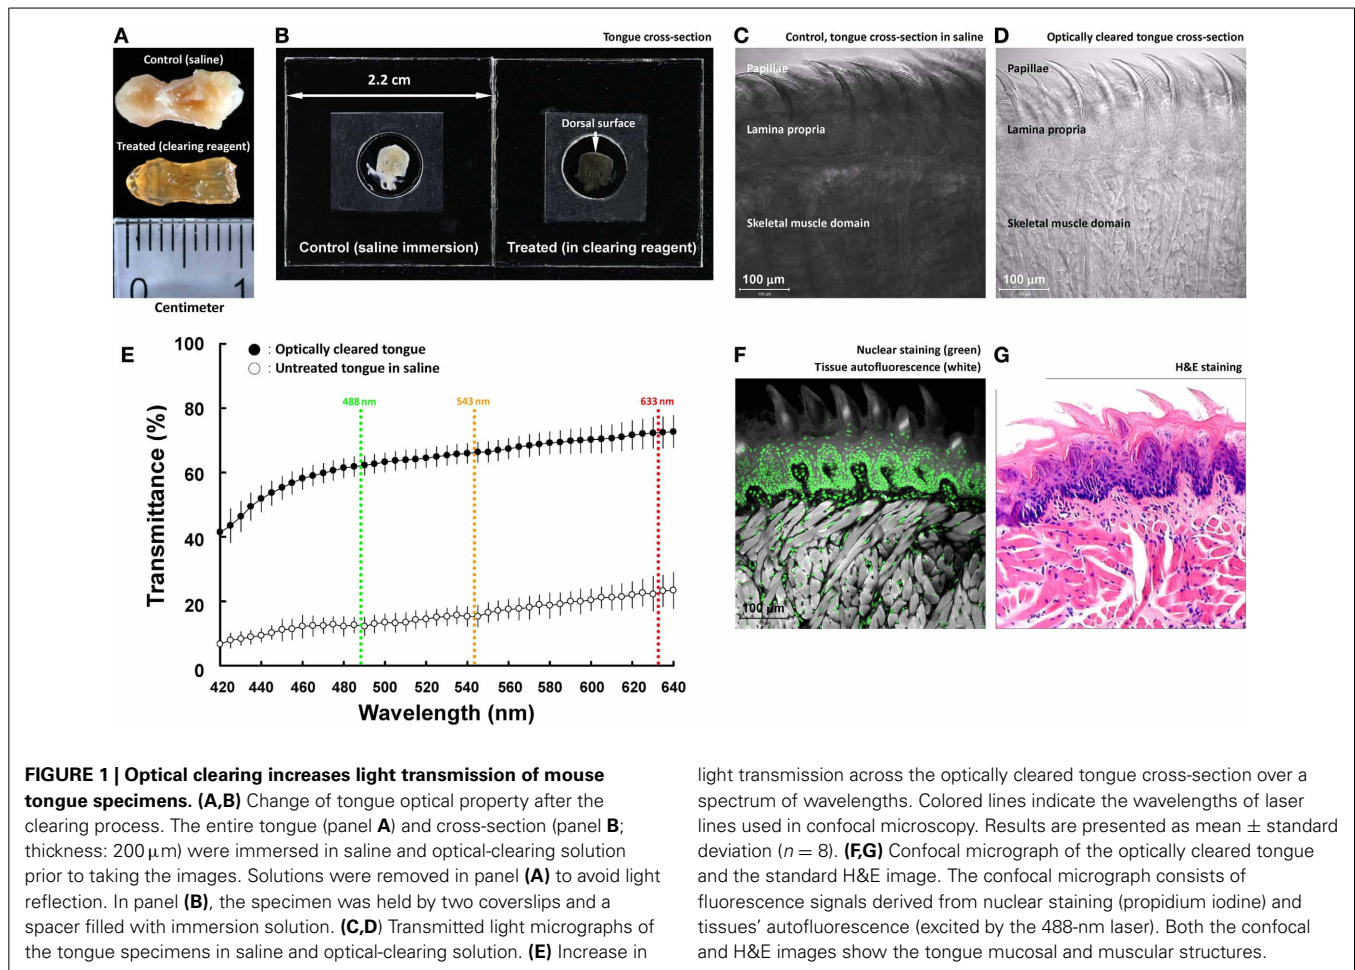 A
Control (saline)
Treated (clearing reagent)
0 1
Centimeter
B
Tongue cross-section
2.2 cm
Dorsal surface
Control (saline immersion)
Treated (in clearing reagent)
C
Control, tongue cross-section in saline
Papillae
Lamina propria
Skeletal muscle domain
100 µm
100 µm
D
Optically cleared tongue cross-section
Papillae
Lamina propria
Skeletal muscle domain
100 µm
100 µm
E
: Optically cleared tongue
: Untreated tongue in saline
488 nm
543 nm
633 nm
Transmittance (%)
100
80
60
40
20
0
420 440 460 480 500 520 540 560 580 600 620 640
Wavelength (nm)
F
Nuclear staining (green)
Tissue autofluorescence (white)
100 µm
G
H&E staining
FIGURE 1 | Optical clearing increases light transmission of mouse
tongue specimens. (A,B) Change of tongue optical property after the
clearing process. The entire tongue (panel A) and cross-section (panel B;
thickness: 200 µm) were immersed in saline and optical-clearing solution
prior to taking the images. Solutions were removed in panel (A) to avoid light
reflection. In panel (B), the specimen was held by two coverslips and a
spacer filled with immersion solution. (C,D) Transmitted light micrographs of
the tongue specimens in saline and optical-clearing solution. (E) Increase in
light transmission across the optically cleared tongue cross-section over a
spectrum of wavelengths. Colored lines indicate the wavelengths of laser
lines used in confocal microscopy. Results are presented as mean ± standard
deviation (n = 8). (F,G) Confocal micrograph of the optically cleared tongue
and the standard H&E image. The confocal micrograph consists of
fluorescence signals derived from nuclear staining (propidium iodine) and
tissues' autofluorescence (excited by the 488-nm laser). Both the confocal
and H&E images show the tongue mucosal and muscular structures.